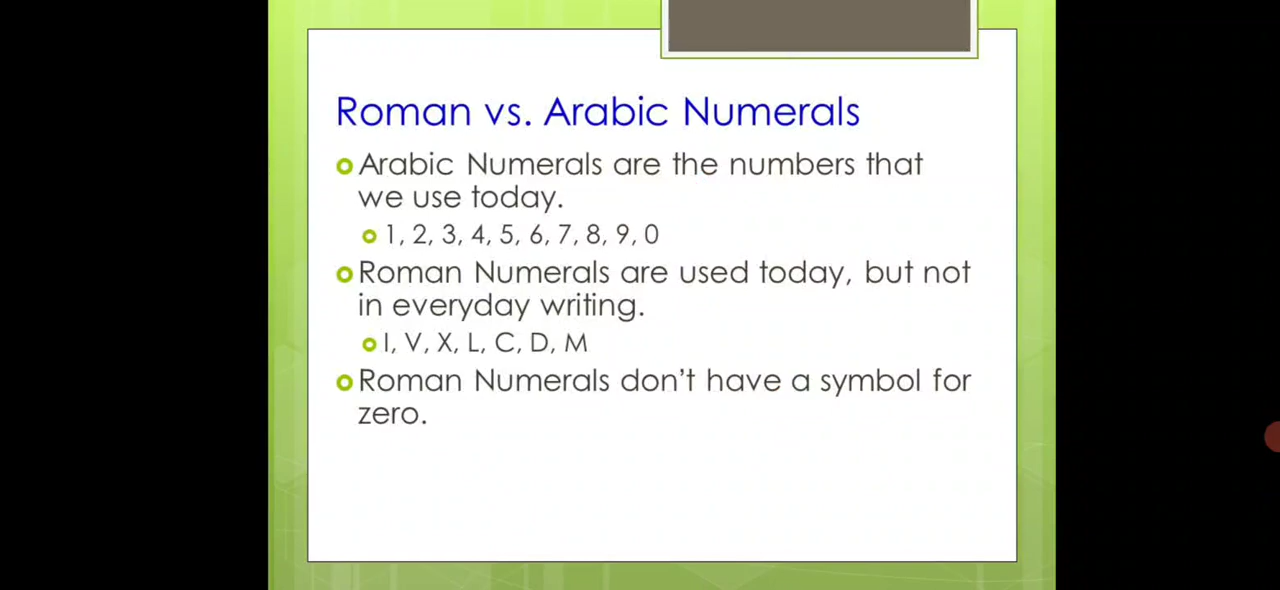 Roman vs. Arabic Numerals
Arabic Numerals are the numbers that
we use today.
1, 2, 3, 4, 5, 6, 7, 8, 9, 0
Roman Numerals are used today, but not
in everyday writing.
I, V, X, L, C, D, M
Roman Numerals don't have a symbol for
zero.